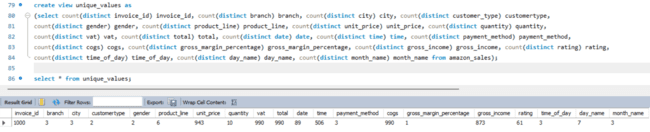 79 create view unique_values as
80 (select count(distinct invoice_id) invoice_id, count(distinct branch) branch, count(distinct city) city, count(distinct customer_type) customertype,
81 count(distinct gender) gender, count(distinct product_line) product_line, count(distinct unit_price) unit_price, count(distinct quantity) quantity,
82 count(distinct vat) vat, count(distinct total) total, count(distinct date) date, count(distinct time) time, count(distinct payment_method) payment_method,
83 count(distinct cogs) cogs, count(distinct gross_margin_percentage) gross_margin_percentage, count(distinct gross_income) gross_income, count(distinct rating) rating,
84 count(distinct time_of_day) time_of_day, count(distinct day_name) day_name, count(distinct month_name) month_name from amazon_sales);
85
86 select * from unique_values;
Result Grid Filter Rows: Export: Wrap Cell Content:
invoice_id branch city customertype gender product_line unit_price quantity vat total date time payment_method cogs gross_margin_percentage gross_income rating time_of_day day_name month_name
1000 3 3 2 2 6 943 10 990 990 89 506 3 990 1 873 61 3 7 3